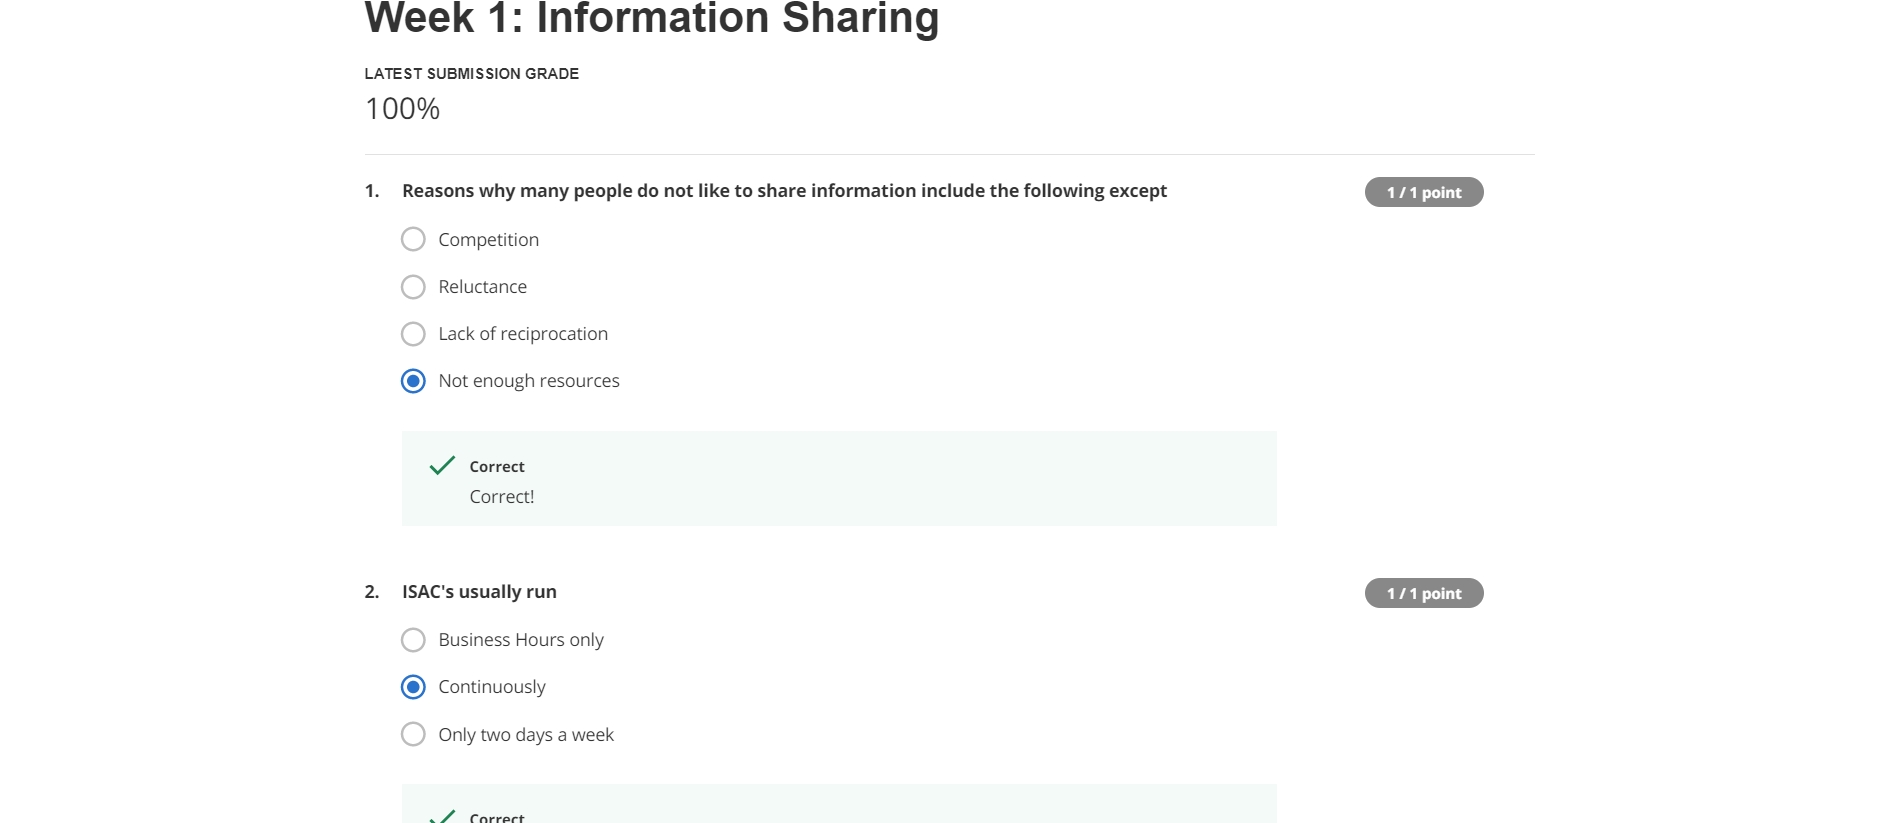 Week 1: Information Sharing
LATEST SUBMISSION GRADE
100%
1. Reasons why many people do not like to share information include the following except 1 / 1 point
Competition
Reluctance
Lack of reciprocation
Not enough resources
Correct
Correct!
2. ISAC's usually run 1 / 1 point
Business Hours only
Continuously
Only two days a week
Correct